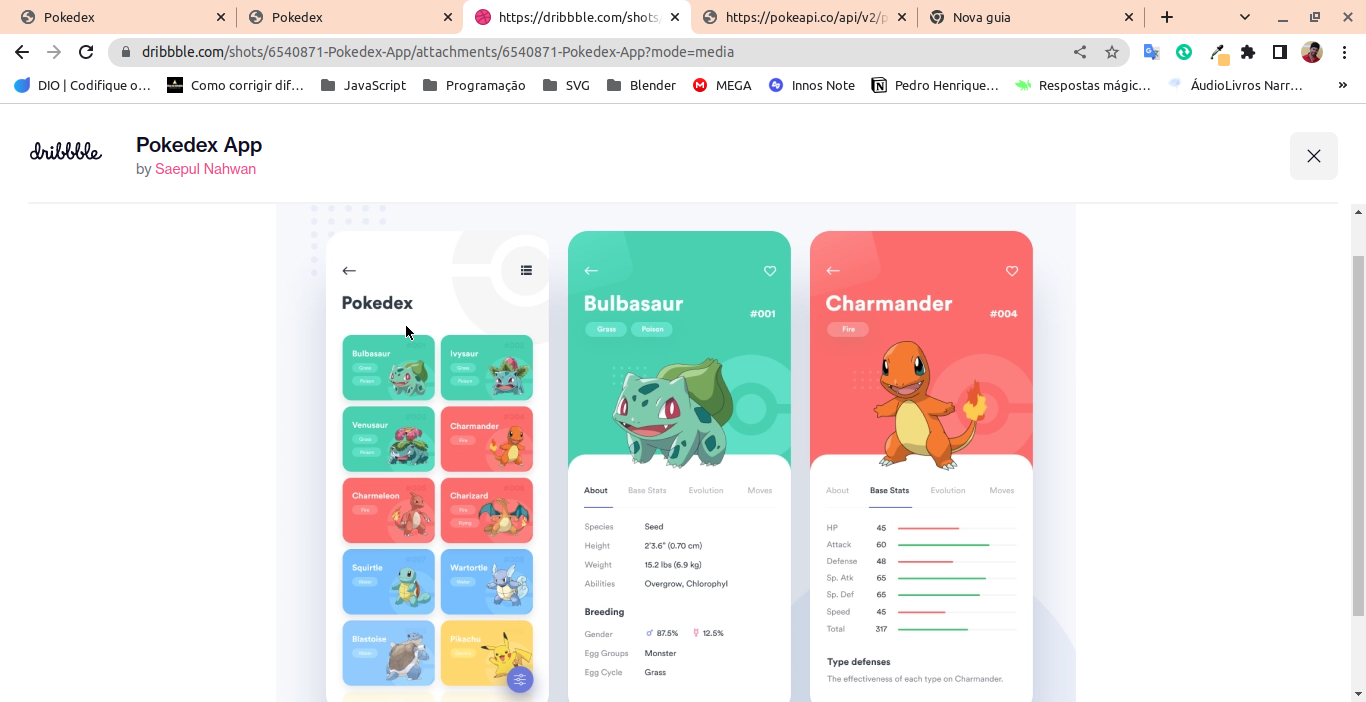 Pokedex
Pokedex
https://dribbble.com/shots
https://pokeapi.co/api/v2/p
Nova guia
dribbble.com/shots/6540871-Pokedex-App/attachments/6540871-Pokedex-App?mode=media
DIO | Codifique o…
Como corrigir dif…
JavaScript
Programação
SVG
Blender
MEGA
Innos Note
Pedro Henrique…
Respostas mágic…
ÁudioLivros Narr…
»
dribbble
Pokedex App
by Saepul Nahwan
Pokedex
Bulbasaur
Grass
Poison
Ivysaur
Grass
Poison
Venusaur
Grass
Poison
Charmander
Fire
Charmeleon
Fire
Charizard
Fire
Flying
Squirtle
Water
Wartortle
Water
Blastoise
Water
Pikachu
Bulbasaur
#001
Grass Poison
About Base Stats Evolution Moves
Species Seed
Height 2'3.6" (0.70 cm)
Weight 15.2 lbs (6.9 kg)
Abilities Overgrow, Chlorophyl
Breeding
Gender ♂ 87.5% ♀ 12.5%
Egg Groups Monster
Egg Cycle Grass
Charmander
#004
Fire
About Base Stats Evolution Moves
HP 45
Attack 60
Defense 48
Sp. Atk 65
Sp. Def 65
Speed 45
Total 317
Type defenses
The effectiveness of each type on Charmander.